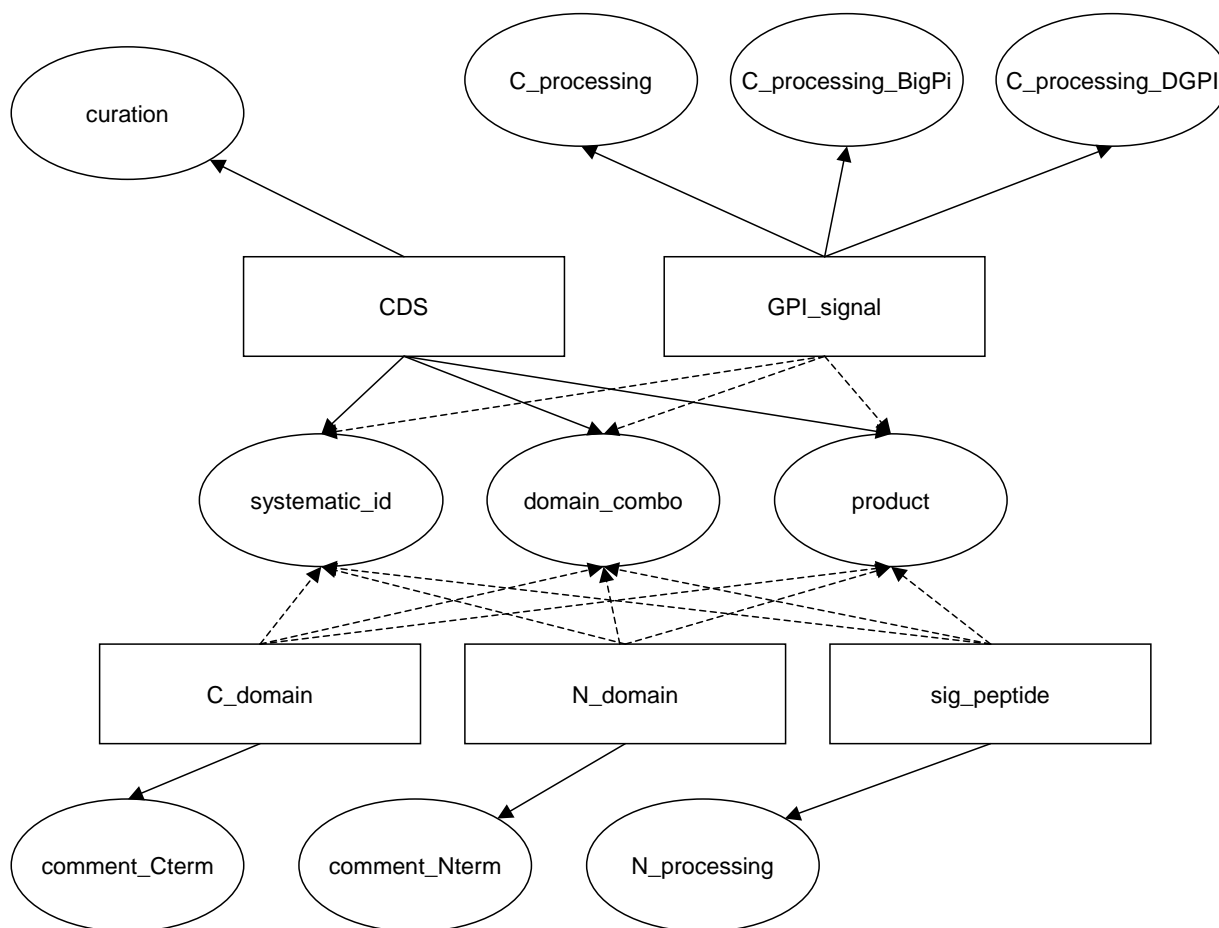 C_processing
C_processing_BigPi
C_processing_DGPI
curation
CDS
GPI_signal
systematic_id
domain_combo
product
C_domain
N_domain
sig_peptide
comment_Cterm
comment_Nterm
N_processing